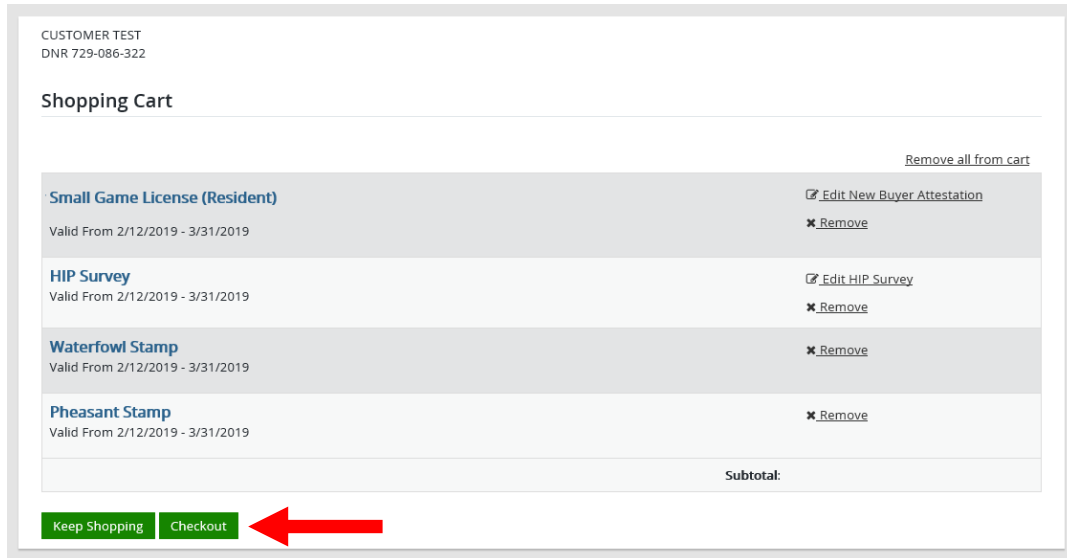 CUSTOMER TEST
DNR 729-086-322
Shopping Cart
Remove all from cart
Small Game License (Resident)
Edit New Buyer Attestation
Valid From 2/12/2019 - 3/31/2019
Remove
HIP Survey
Edit HIP Survey
Valid From 2/12/2019 - 3/31/2019
Remove
Waterfowl Stamp
Remove
Valid From 2/12/2019 - 3/31/2019
Pheasant Stamp
Remove
Valid From 2/12/2019 - 3/31/2019
Subtotal:
Keep Shopping Checkout